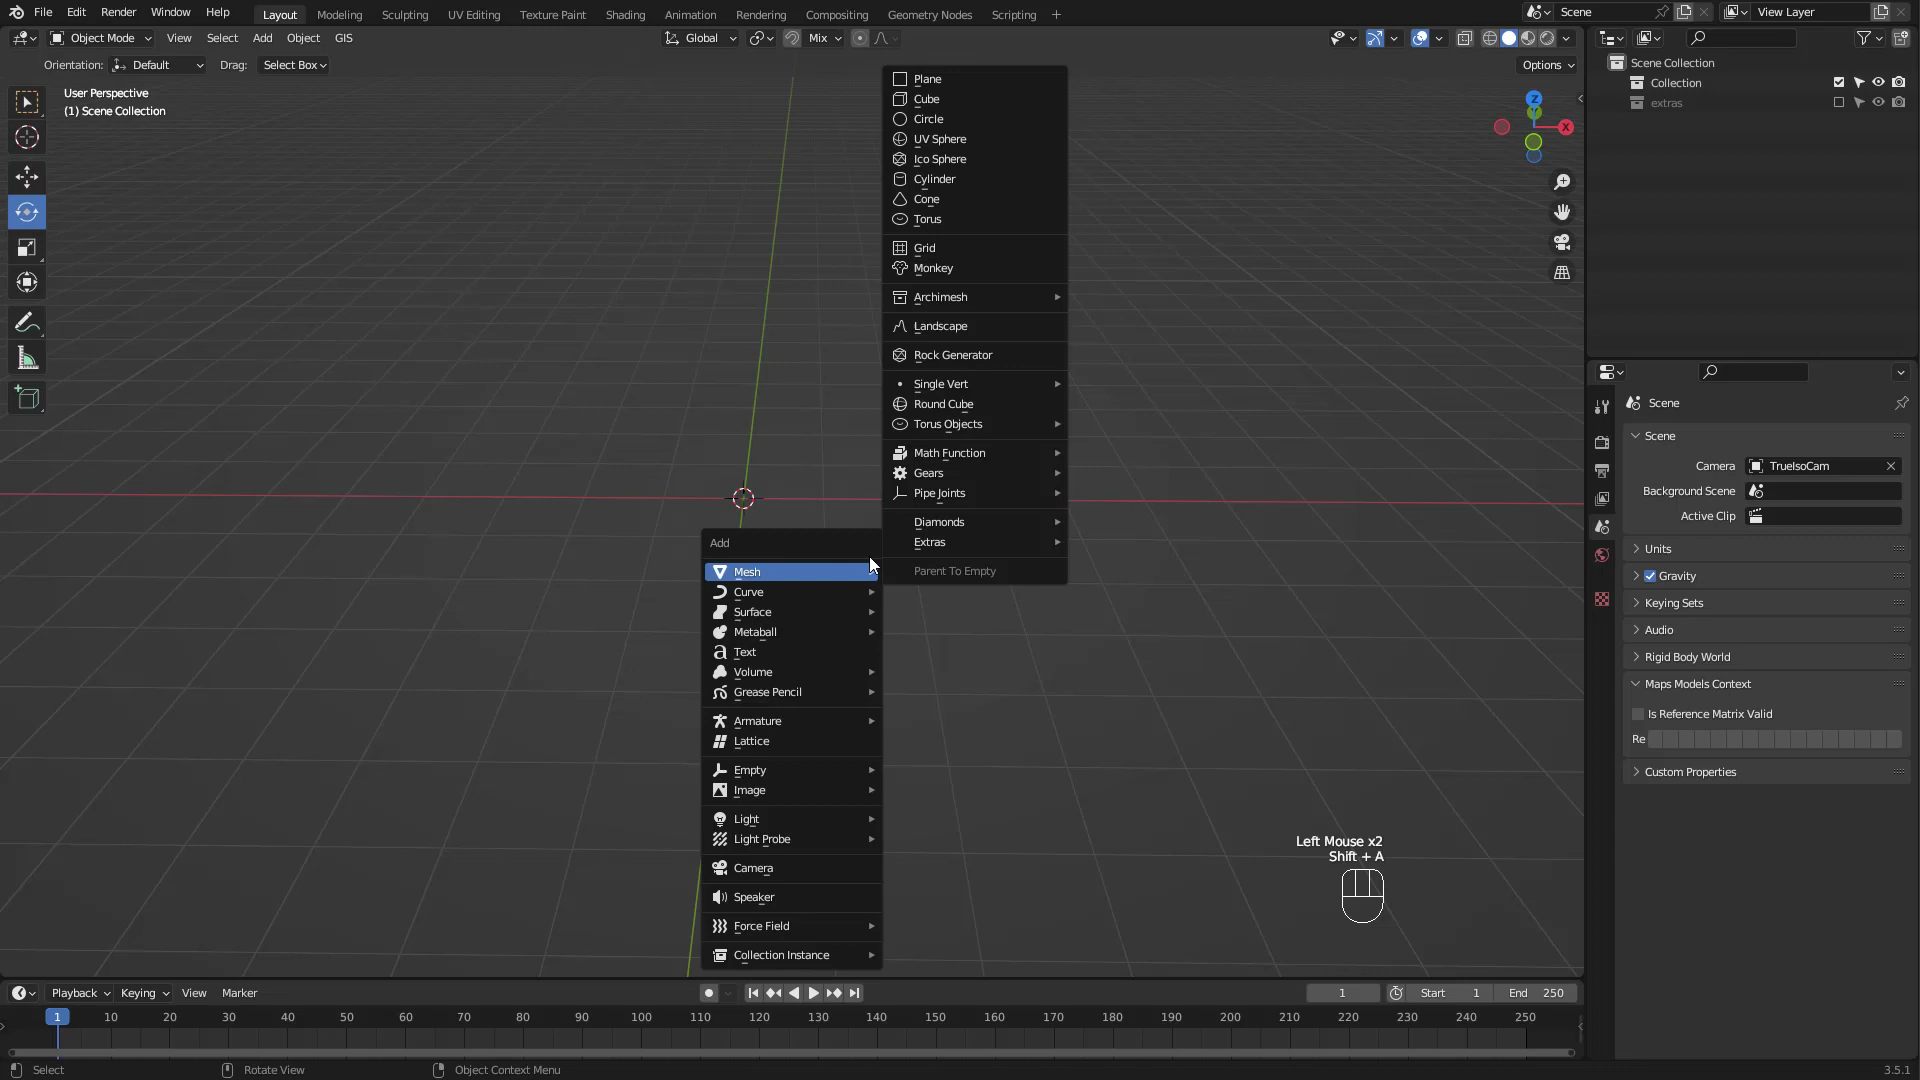 File Edit Render Window Help Layout Modeling Sculpting UV Editing Texture Paint Shading Animation Rendering Compositing Geometry Nodes Scripting + Scene View Layer
Object Mode View Select Add Object GIS Global Mix
Orientation: Default Drag: Select Box Options
User Perspective
(1) Scene Collection
Z
X
Scene Collection
Collection
extras
Plane
Cube
Circle
UV Sphere
Ico Sphere
Cylinder
Cone
Torus
Grid
Monkey
Archimesh
Landscape
Rock Generator
Single Vert
Round Cube
Torus Objects
Math Function
Gears
Pipe Joints
Diamonds
Extras
Parent To Empty
Add
Mesh
Curve
Surface
Metaball
Text
Volume
Grease Pencil
Armature
Lattice
Empty
Image
Light
Light Probe
Camera
Speaker
Force Field
Collection Instance
Left Mouse x2
Shift + A
Scene
Scene
Camera TrueIsoCam
Background Scene
Active Clip
Units
Gravity
Keying Sets
Audio
Rigid Body World
Maps Models Context
Is Reference Matrix Valid
Re
Custom Properties
Playback Keying View Marker 1 Start 1 End 250
1 10 20 30 40 50 60 70 80 90 100 110 120 130 140 150 160 170 180 190 200 210 220 230 240 250
Select Rotate View Object Context Menu 3.5.1